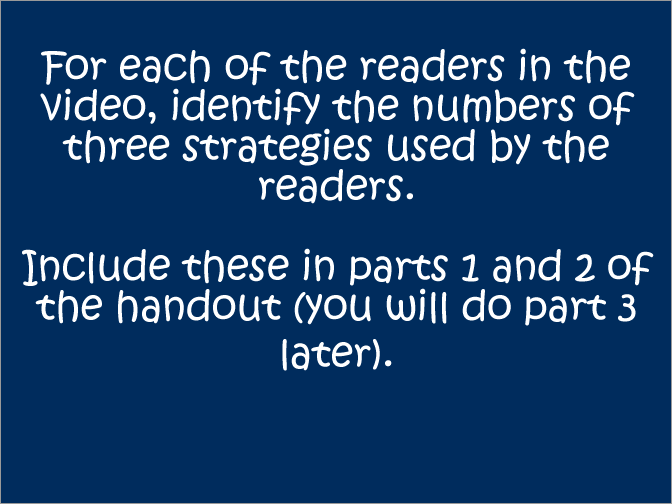 For each of the readers in the
video, identify the numbers of
three strategies used by the
readers.
Include these in parts 1 and 2 of
the handout (you will do part 3
later).